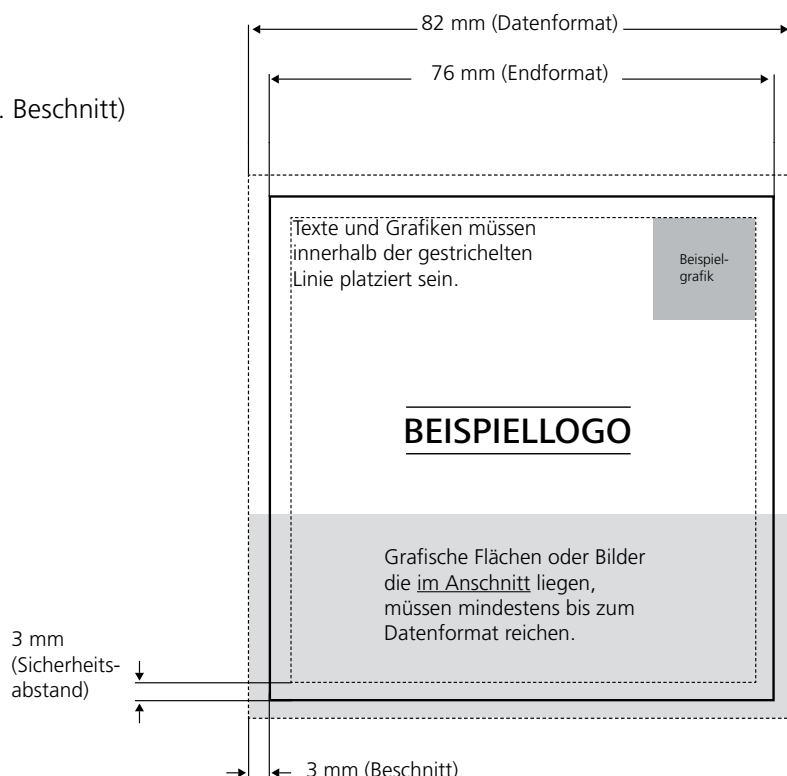 82 mm (Datenformat)
76 mm (Endformat)
. Beschnitt)
Texte und Grafiken müssen
innerhalb der gestrichelten
Linie platziert sein.
Beispiel-
grafik
BEISPIELLOGO
Grafische Flächen oder Bilder
die im Anschnitt liegen,
müssen mindestens bis zum
Datenformat reichen.
3 mm
(Sicherheits-
abstand)
3 mm (Beschnitt)